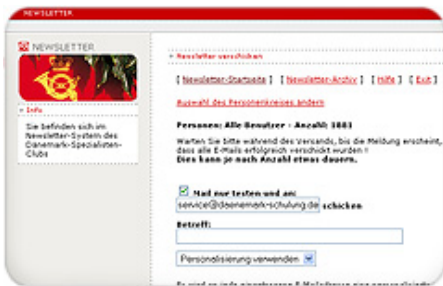 NEWSLETTER
NEWSLETTER
Info
Sie befinden sich im
Newsletter-System des
Dänemark-Spezialisten-
Clubs
Newsletter verschicken
[ Newsletter-Startseite ] [ Newsletter-Archiv ] [ Hilfe ] [ Exit ]
Auswahl des Personenkreises ändern
Personen: Alle Benutzer - Anzahl: 1881
Warten Sie bitte während des Versands, bis die Meldung erscheint,
dass alle E-Mails erfolgreich verschickt wurden !
Dies kann je nach Anzahl etwas dauern.
Mail nur testen und an:
service@daenemark-schulung.de schicken
Betreff:
Personalisierung verwenden